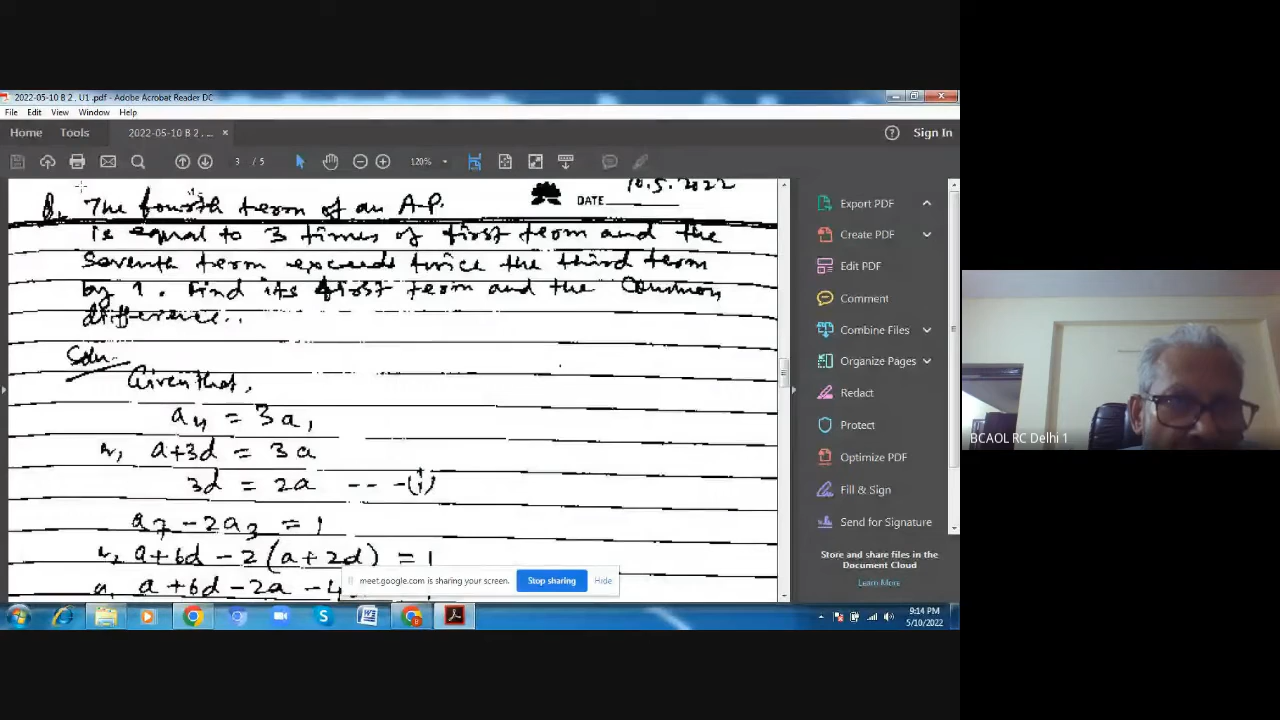 2022-05-10 B 2 , U1 .pdf - Adobe Acrobat Reader DC
File Edit View Window Help
Home Tools 2022-05-10 B 2 , ... × Sign In
3 / 5 120%
10.5.2022
DATE
Q. The fourth term of an A.P.
is equal to 3 times of first term and the
Seventh term exceeds twice the third term
by 1. Find its first term and the Common
difference..
Soln.
Given that,
a₄ = 3a₁
a+3d = 3a
3d = 2a -- -(i)
a₇ - 2a₃ = 1
a+6d - 2(a+2d) = 1
a+6d - 2a - 4
meet.google.com is sharing your screen. Stop sharing Hide
Export PDF
Create PDF
Edit PDF
Comment
Combine Files
Organize Pages
Redact
Protect
Optimize PDF
Fill & Sign
Send for Signature
Store and share files in the
Document Cloud
Learn More
BCAOL RC Delhi 1
9:14 PM
5/10/2022